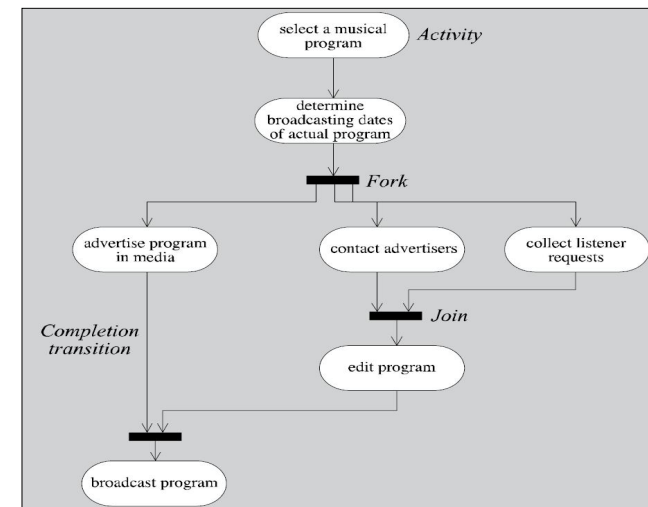 select a musical
program
Activity
determine
broadcasting dates
of actual program
Fork
advertise program
in media
contact advertisers
collect listener
requests
Completion
transition
Join
edit program
broadcast program